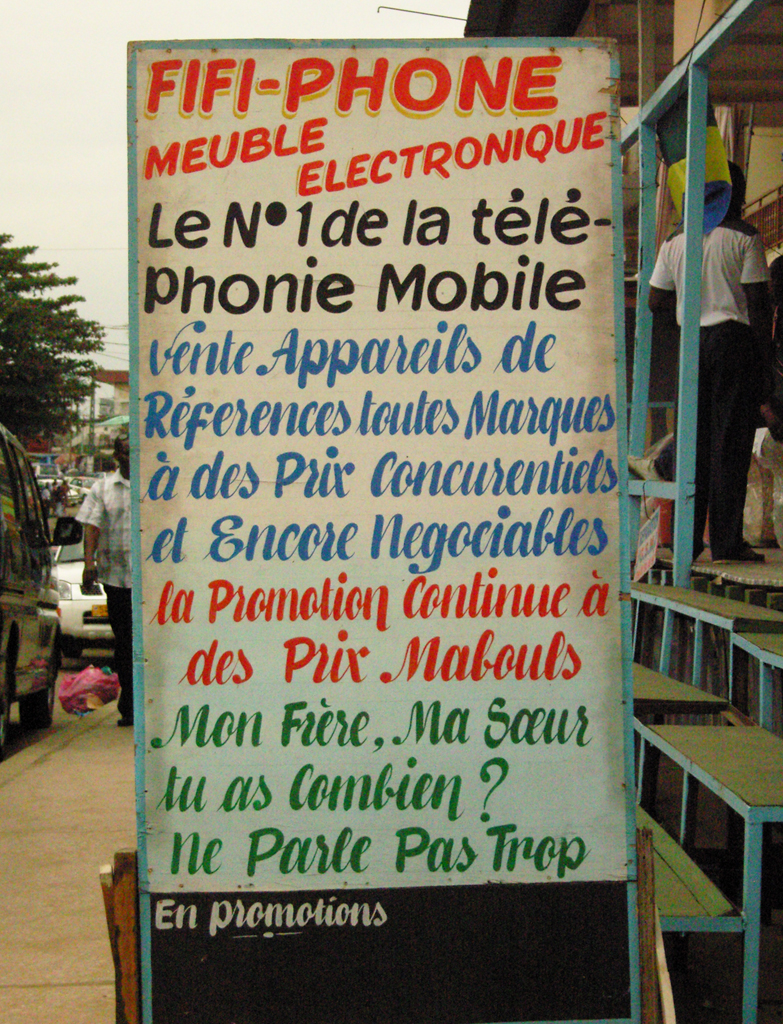 FIFI-PHONE
MEUBLE
ELECTRONIQUE
Le N°1 de la télé-
phonie Mobile
Vente Appareils de
Réferences toutes Marques
à des Prix Concurentiels
et Encore Negociables
la Promotion Continue à
des Prix Mabouls
Mon Frère, Ma Sœur
tu as Combien ?
Ne Parle Pas Trop
En promotions